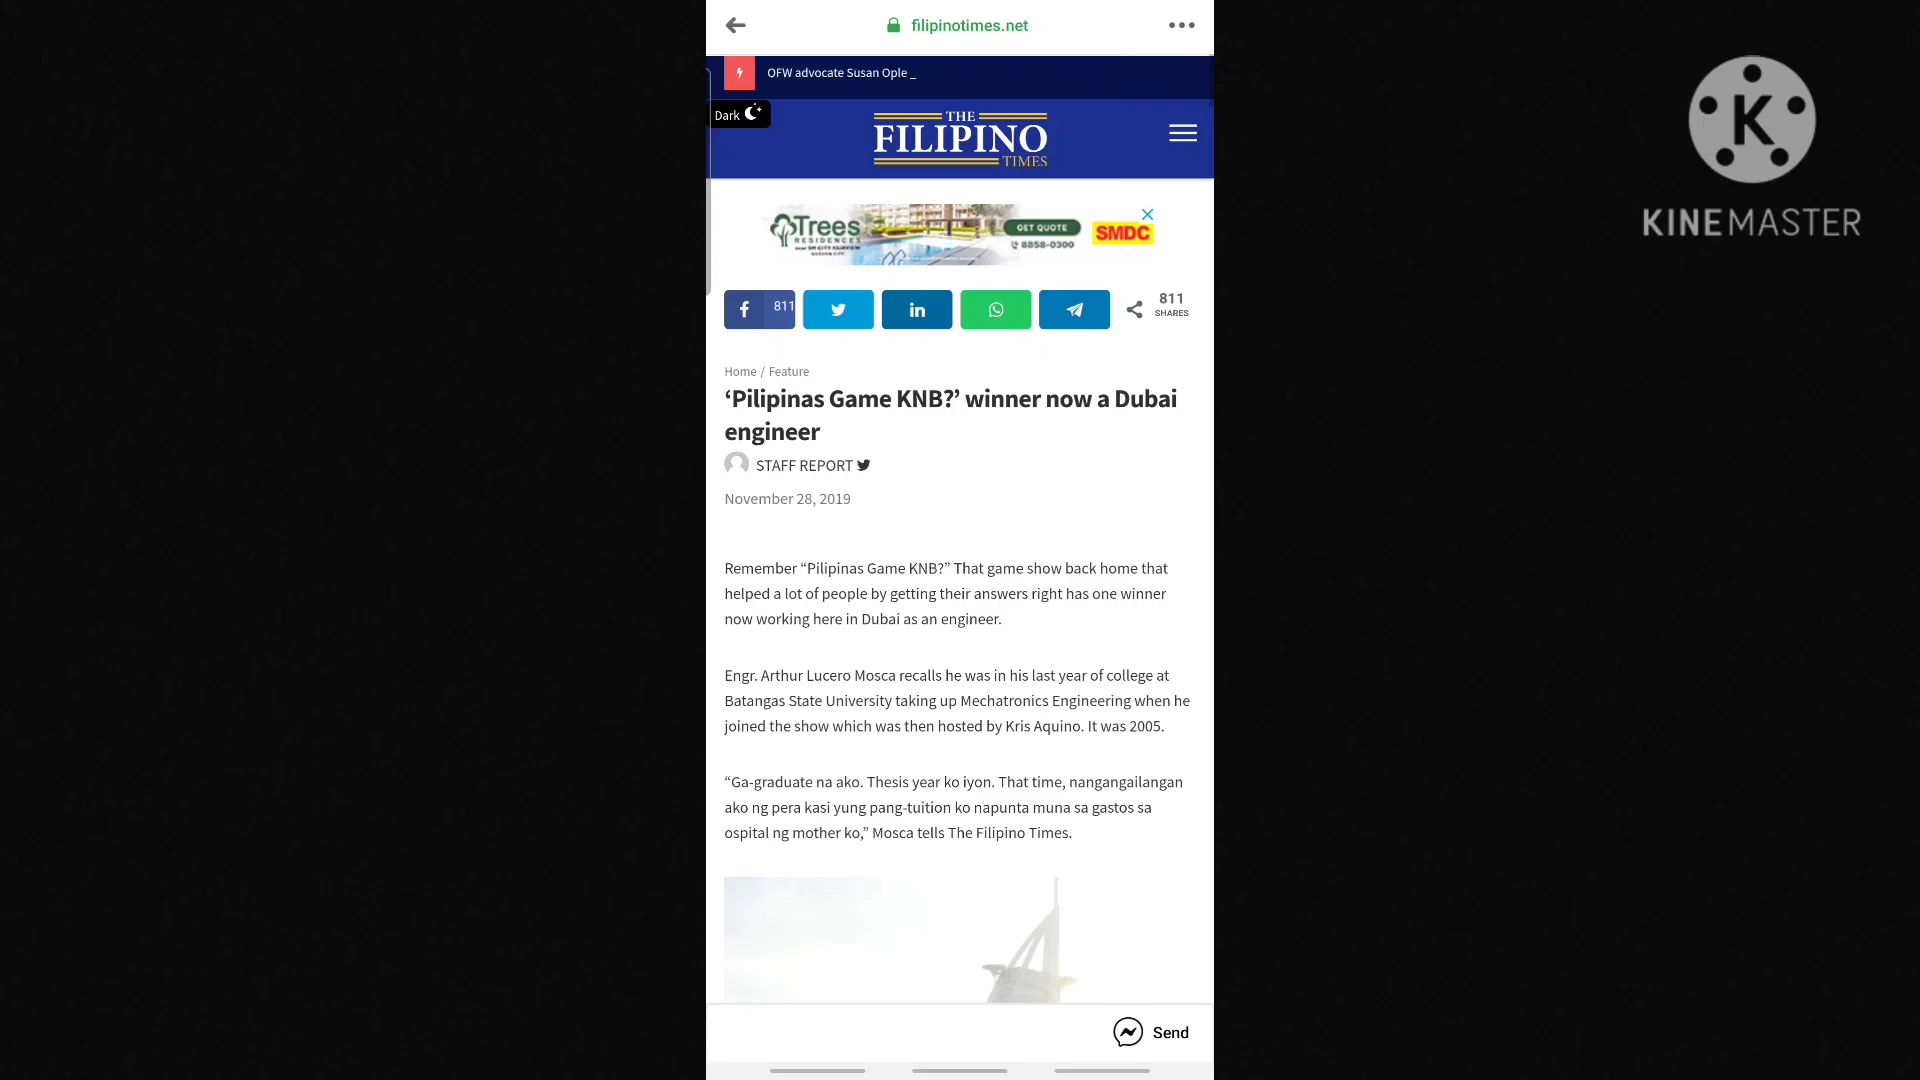 filipinotimes.net
OFW advocate Susan Ople _
Dark
THE
FILIPINO
TIMES
K
KINEMASTER
Trees
RESIDENCES
near SM CITY FAIRVIEW
QUEZON CITY
GET QUOTE
8858-0300
SMDC
811
in
811
SHARES
Home / Feature
‘Pilipinas Game KNB?’ winner now a Dubai
engineer
STAFF REPORT
November 28, 2019
Remember “Pilipinas Game KNB?” That game show back home that
helped a lot of people by getting their answers right has one winner
now working here in Dubai as an engineer.
Engr. Arthur Lucero Mosca recalls he was in his last year of college at
Batangas State University taking up Mechatronics Engineering when he
joined the show which was then hosted by Kris Aquino. It was 2005.
“Ga-graduate na ako. Thesis year ko iyon. That time, nangangailangan
ako ng pera kasi yung pang-tuition ko napunta muna sa gastos sa
ospital ng mother ko,” Mosca tells The Filipino Times.
Send